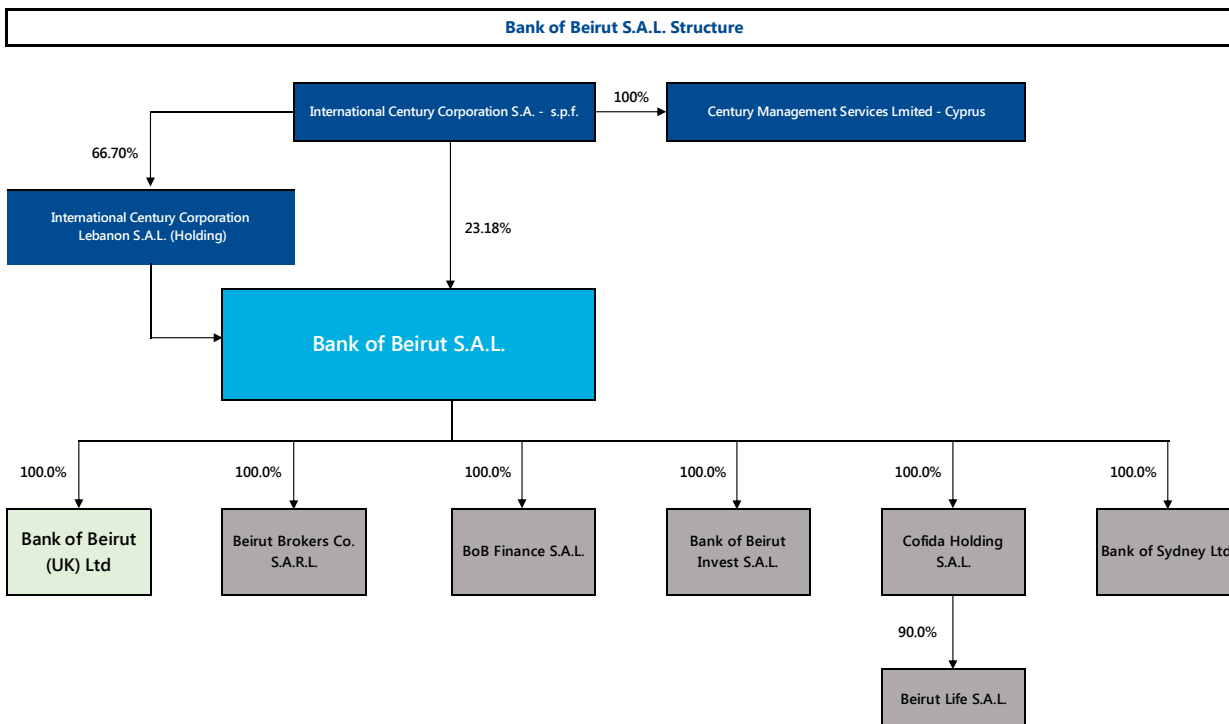 Bank of Beirut S.A.L. Structure
International Century Corporation S.A. - s.p.f.
100%
Century Management Services Lmited - Cyprus
66.70%
International Century Corporation
Lebanon S.A.L. (Holding)
23.18%
Bank of Beirut S.A.L.
100.0%
100.0%
100.0%
100.0%
100.0%
100.0%
Bank of Beirut
(UK) Ltd
Beirut Brokers Co.
S.A.R.L.
BoB Finance S.A.L.
Bank of Beirut
Invest S.A.L.
Cofida Holding
S.A.L.
Bank of Sydney Ltd
90.0%
Beirut Life S.A.L.